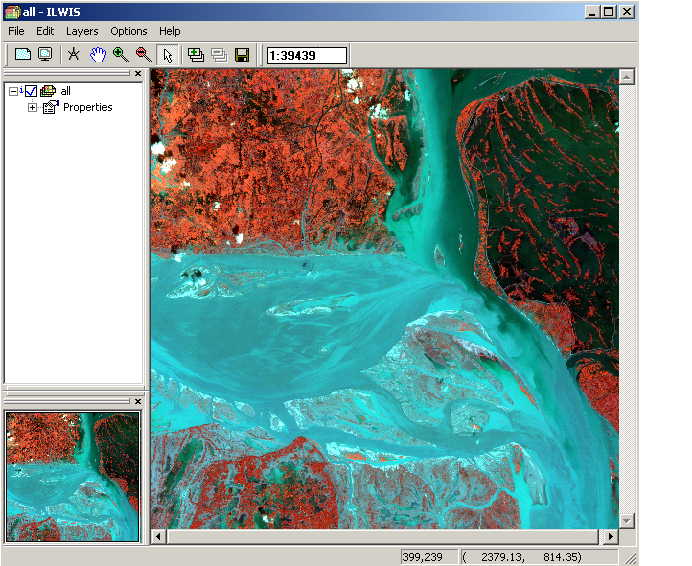 all - ILWIS
File Edit Layers Options Help
1:39439
all
Properties
399,239 ( 2379.13, 814.35)